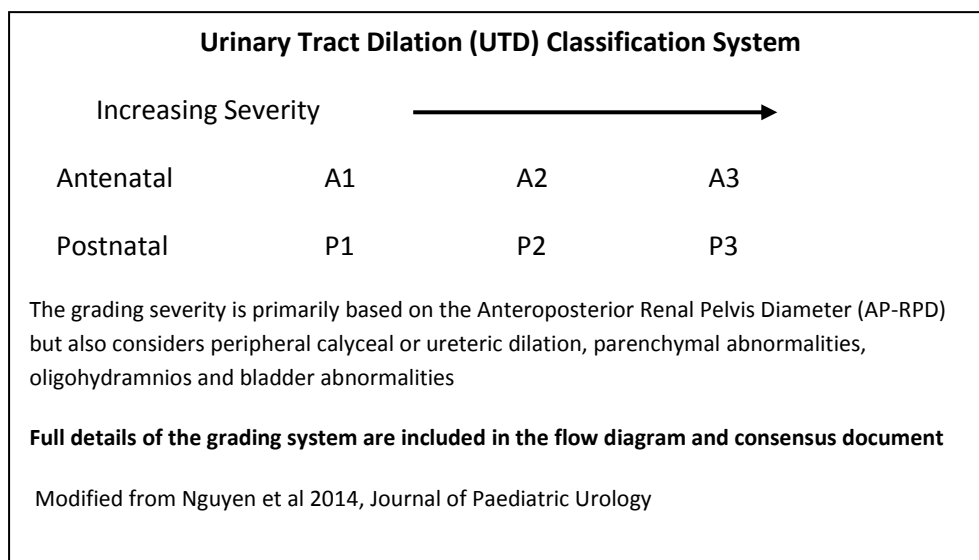 Urinary Tract Dilation (UTD) Classification System
Increasing Severity
Antenatal A1 A2 A3
Postnatal P1 P2 P3
The grading severity is primarily based on the Anteroposterior Renal Pelvis Diameter (AP-RPD)
but also considers peripheral calyceal or ureteric dilation, parenchymal abnormalities,
oligohydramnios and bladder abnormalities
Full details of the grading system are included in the flow diagram and consensus document
Modified from Nguyen et al 2014, Journal of Paediatric Urology